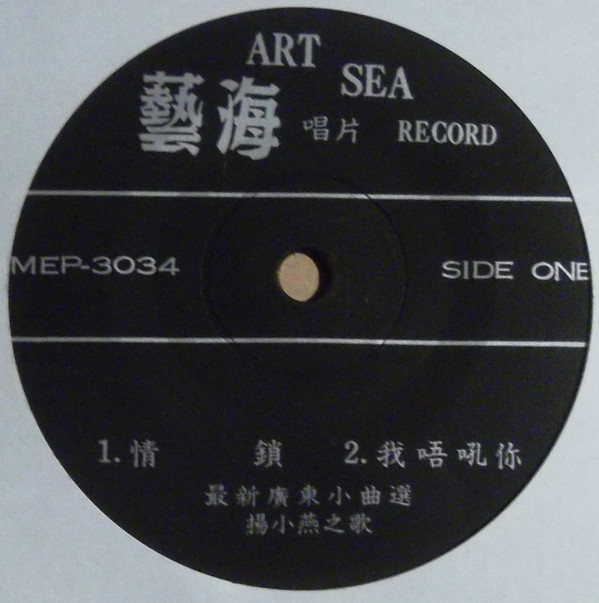 ART SEA
藝海唱片 RECORD
MEP-3034 SIDE ONE
1. 情 鎖 2. 我唔吼你
最新廣東小曲選
揚小燕之歌